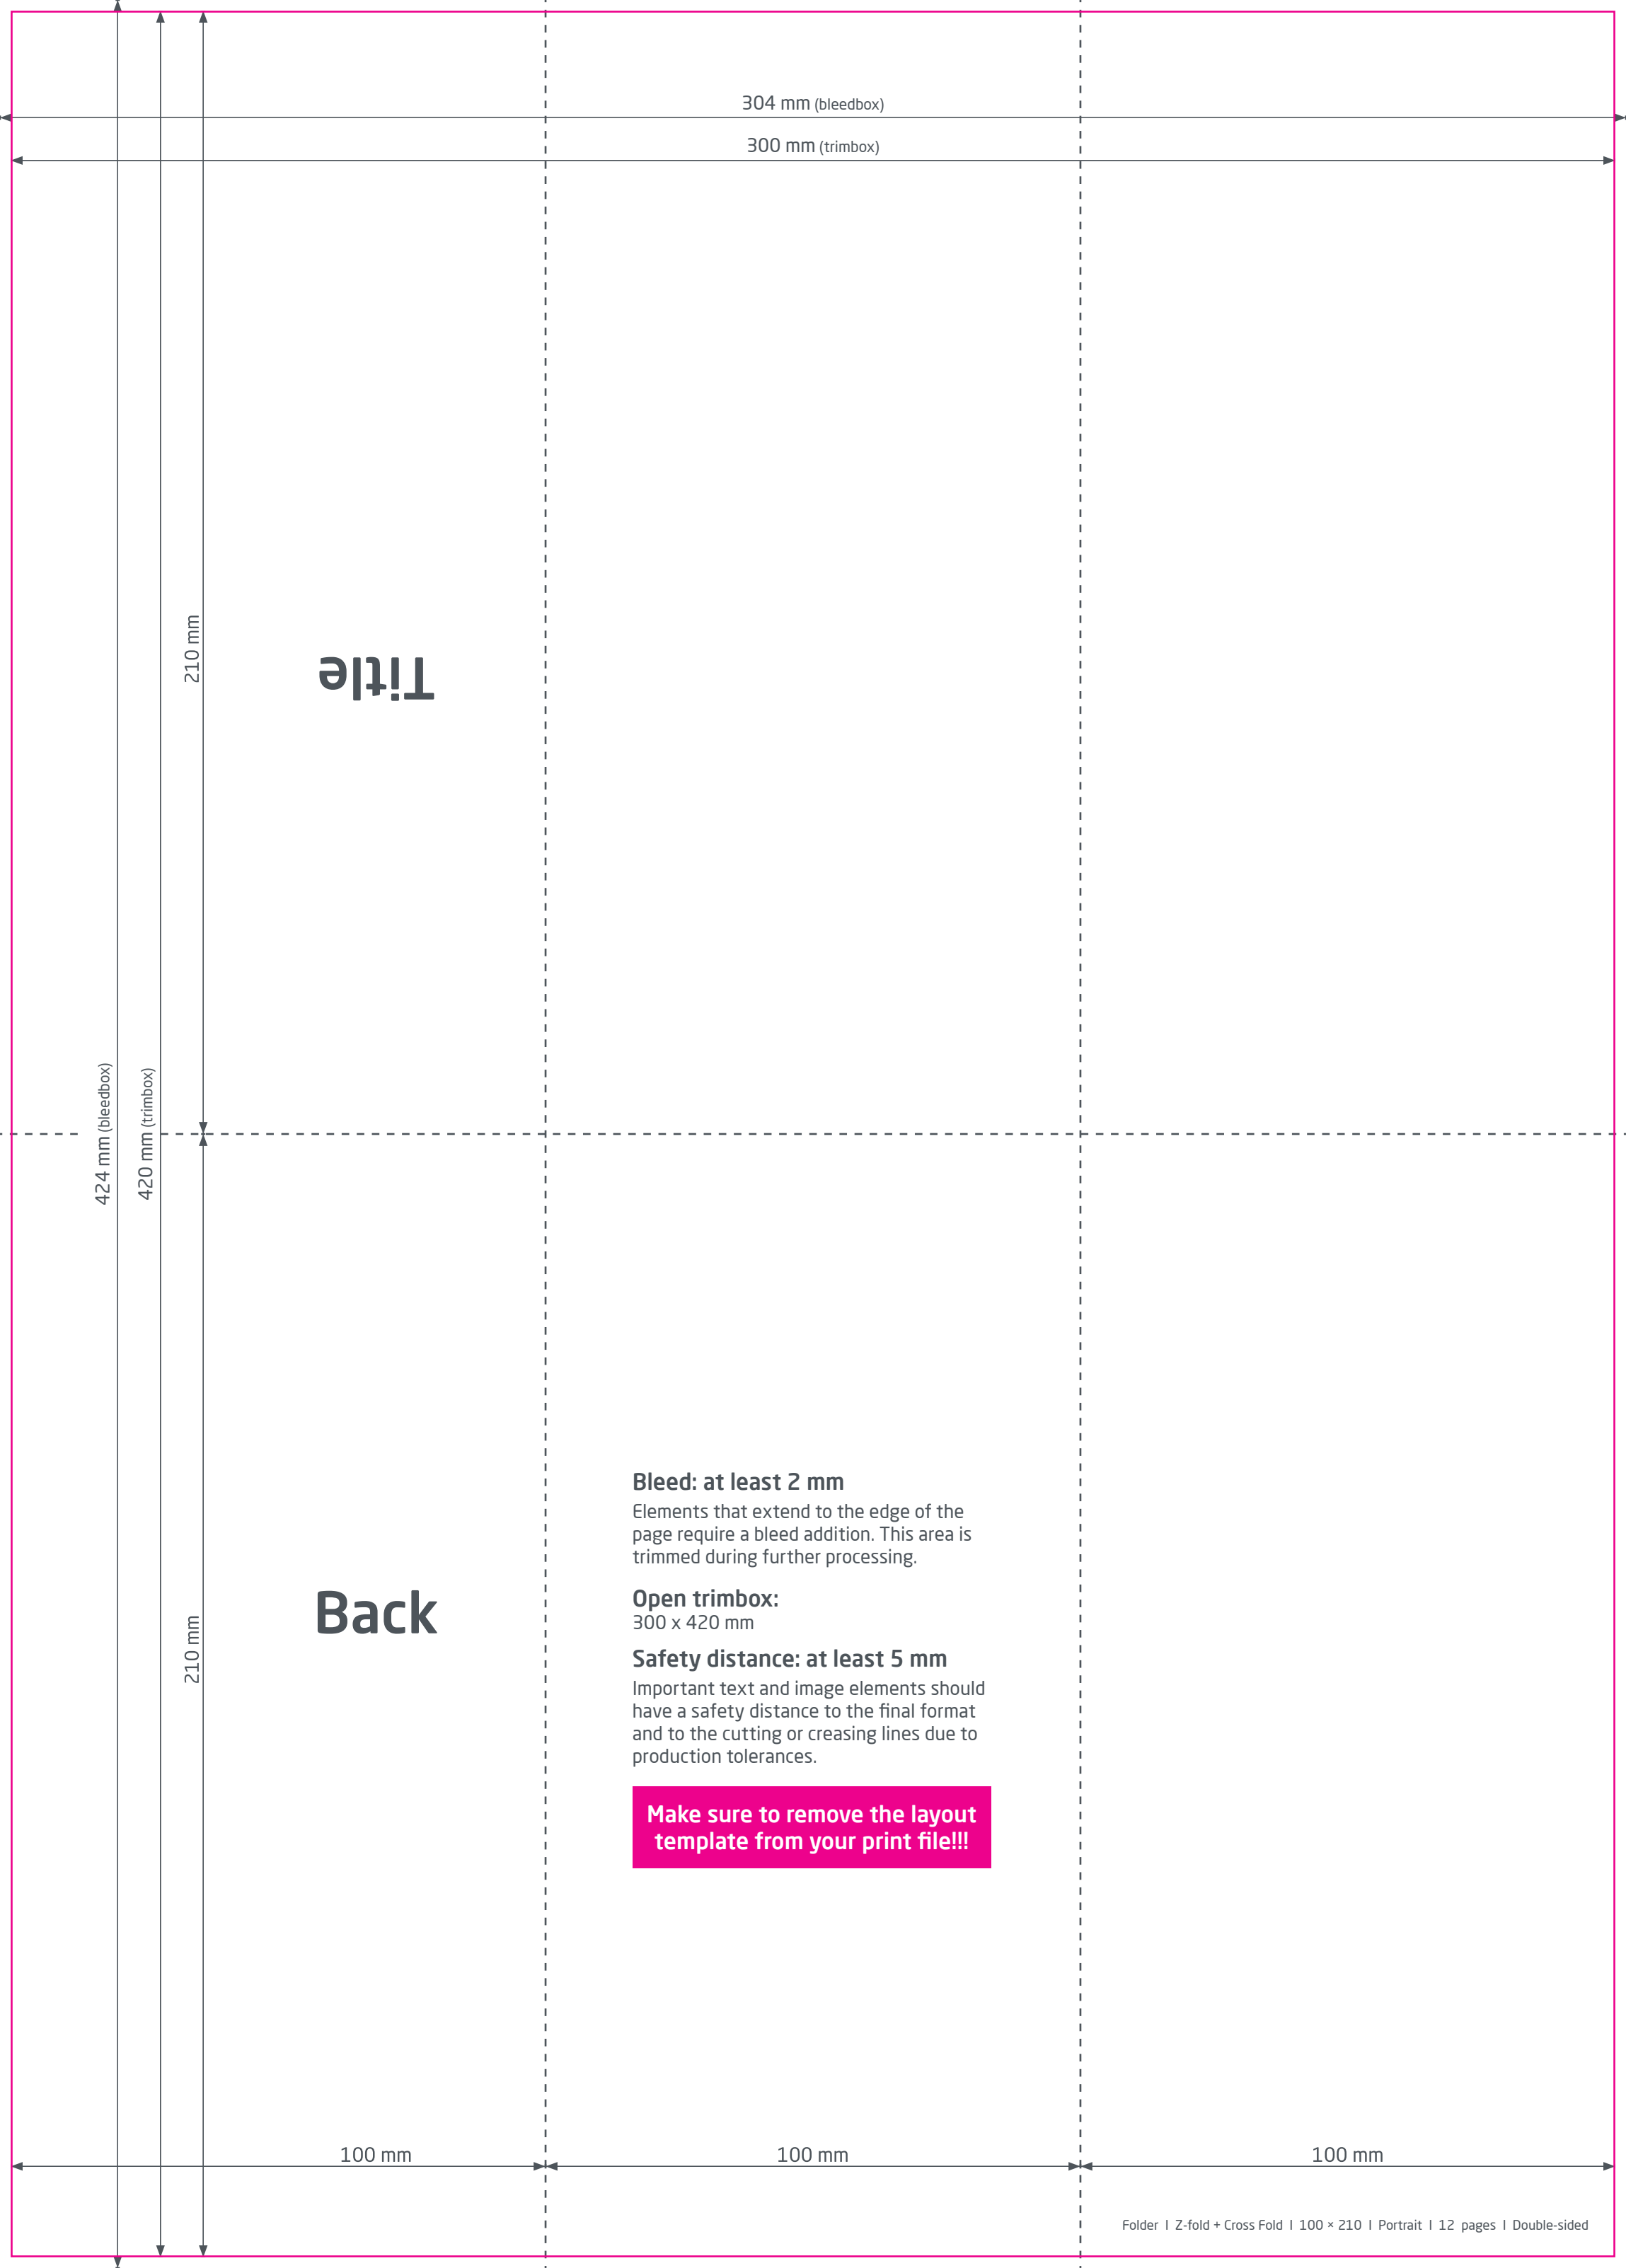 304 mm (bleedbox)
300 mm (trimbox)
210 mm
Title
424 mm (bleedbox)
420 mm (trimbox)
Bleed: at least 2 mm
Elements that extend to the edge of the
page require a bleed addition. This area is
trimmed during further processing.
Open trimbox:
300 x 420 mm
Back
210 mm
Safety distance: at least 5 mm
Important text and image elements should
have a safety distance to the final format
and to the cutting or creasing lines due to
production tolerances.
Make sure to remove the layout
template from your print file!!!
100 mm
100 mm
100 mm
Folder I Z-fold + Cross Fold I 100 × 210 I Portrait I 12 pages I Double-sided